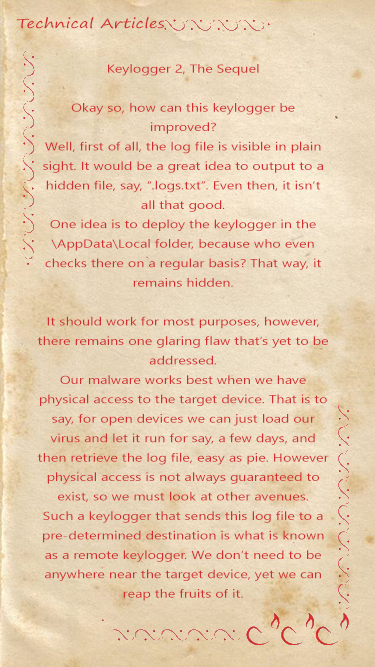 Technical Articles
Keylogger 2, The Sequel
Okay so, how can this keylogger be
improved?
Well, first of all, the log file is visible in plain
sight. It would be a great idea to output to a
hidden file, say, ".logs.txt". Even then, it isn't
all that good.
One idea is to deploy the keylogger in the
\AppData\Local folder, because who even
checks there on a regular basis? That way, it
remains hidden.
It should work for most purposes, however,
there remains one glaring flaw that's yet to be
addressed.
Our malware works best when we have
physical access to the target device. That is to
say, for open devices we can just load our
virus and let it run for say, a few days, and
then retrieve the log file, easy as pie. However
physical access is not always guaranteed to
exist, so we must look at other avenues.
Such a keylogger that sends this log file to a
pre-determined destination is what is known
as a remote keylogger. We don't need to be
anywhere near the target device, yet we can
reap the fruits of it.